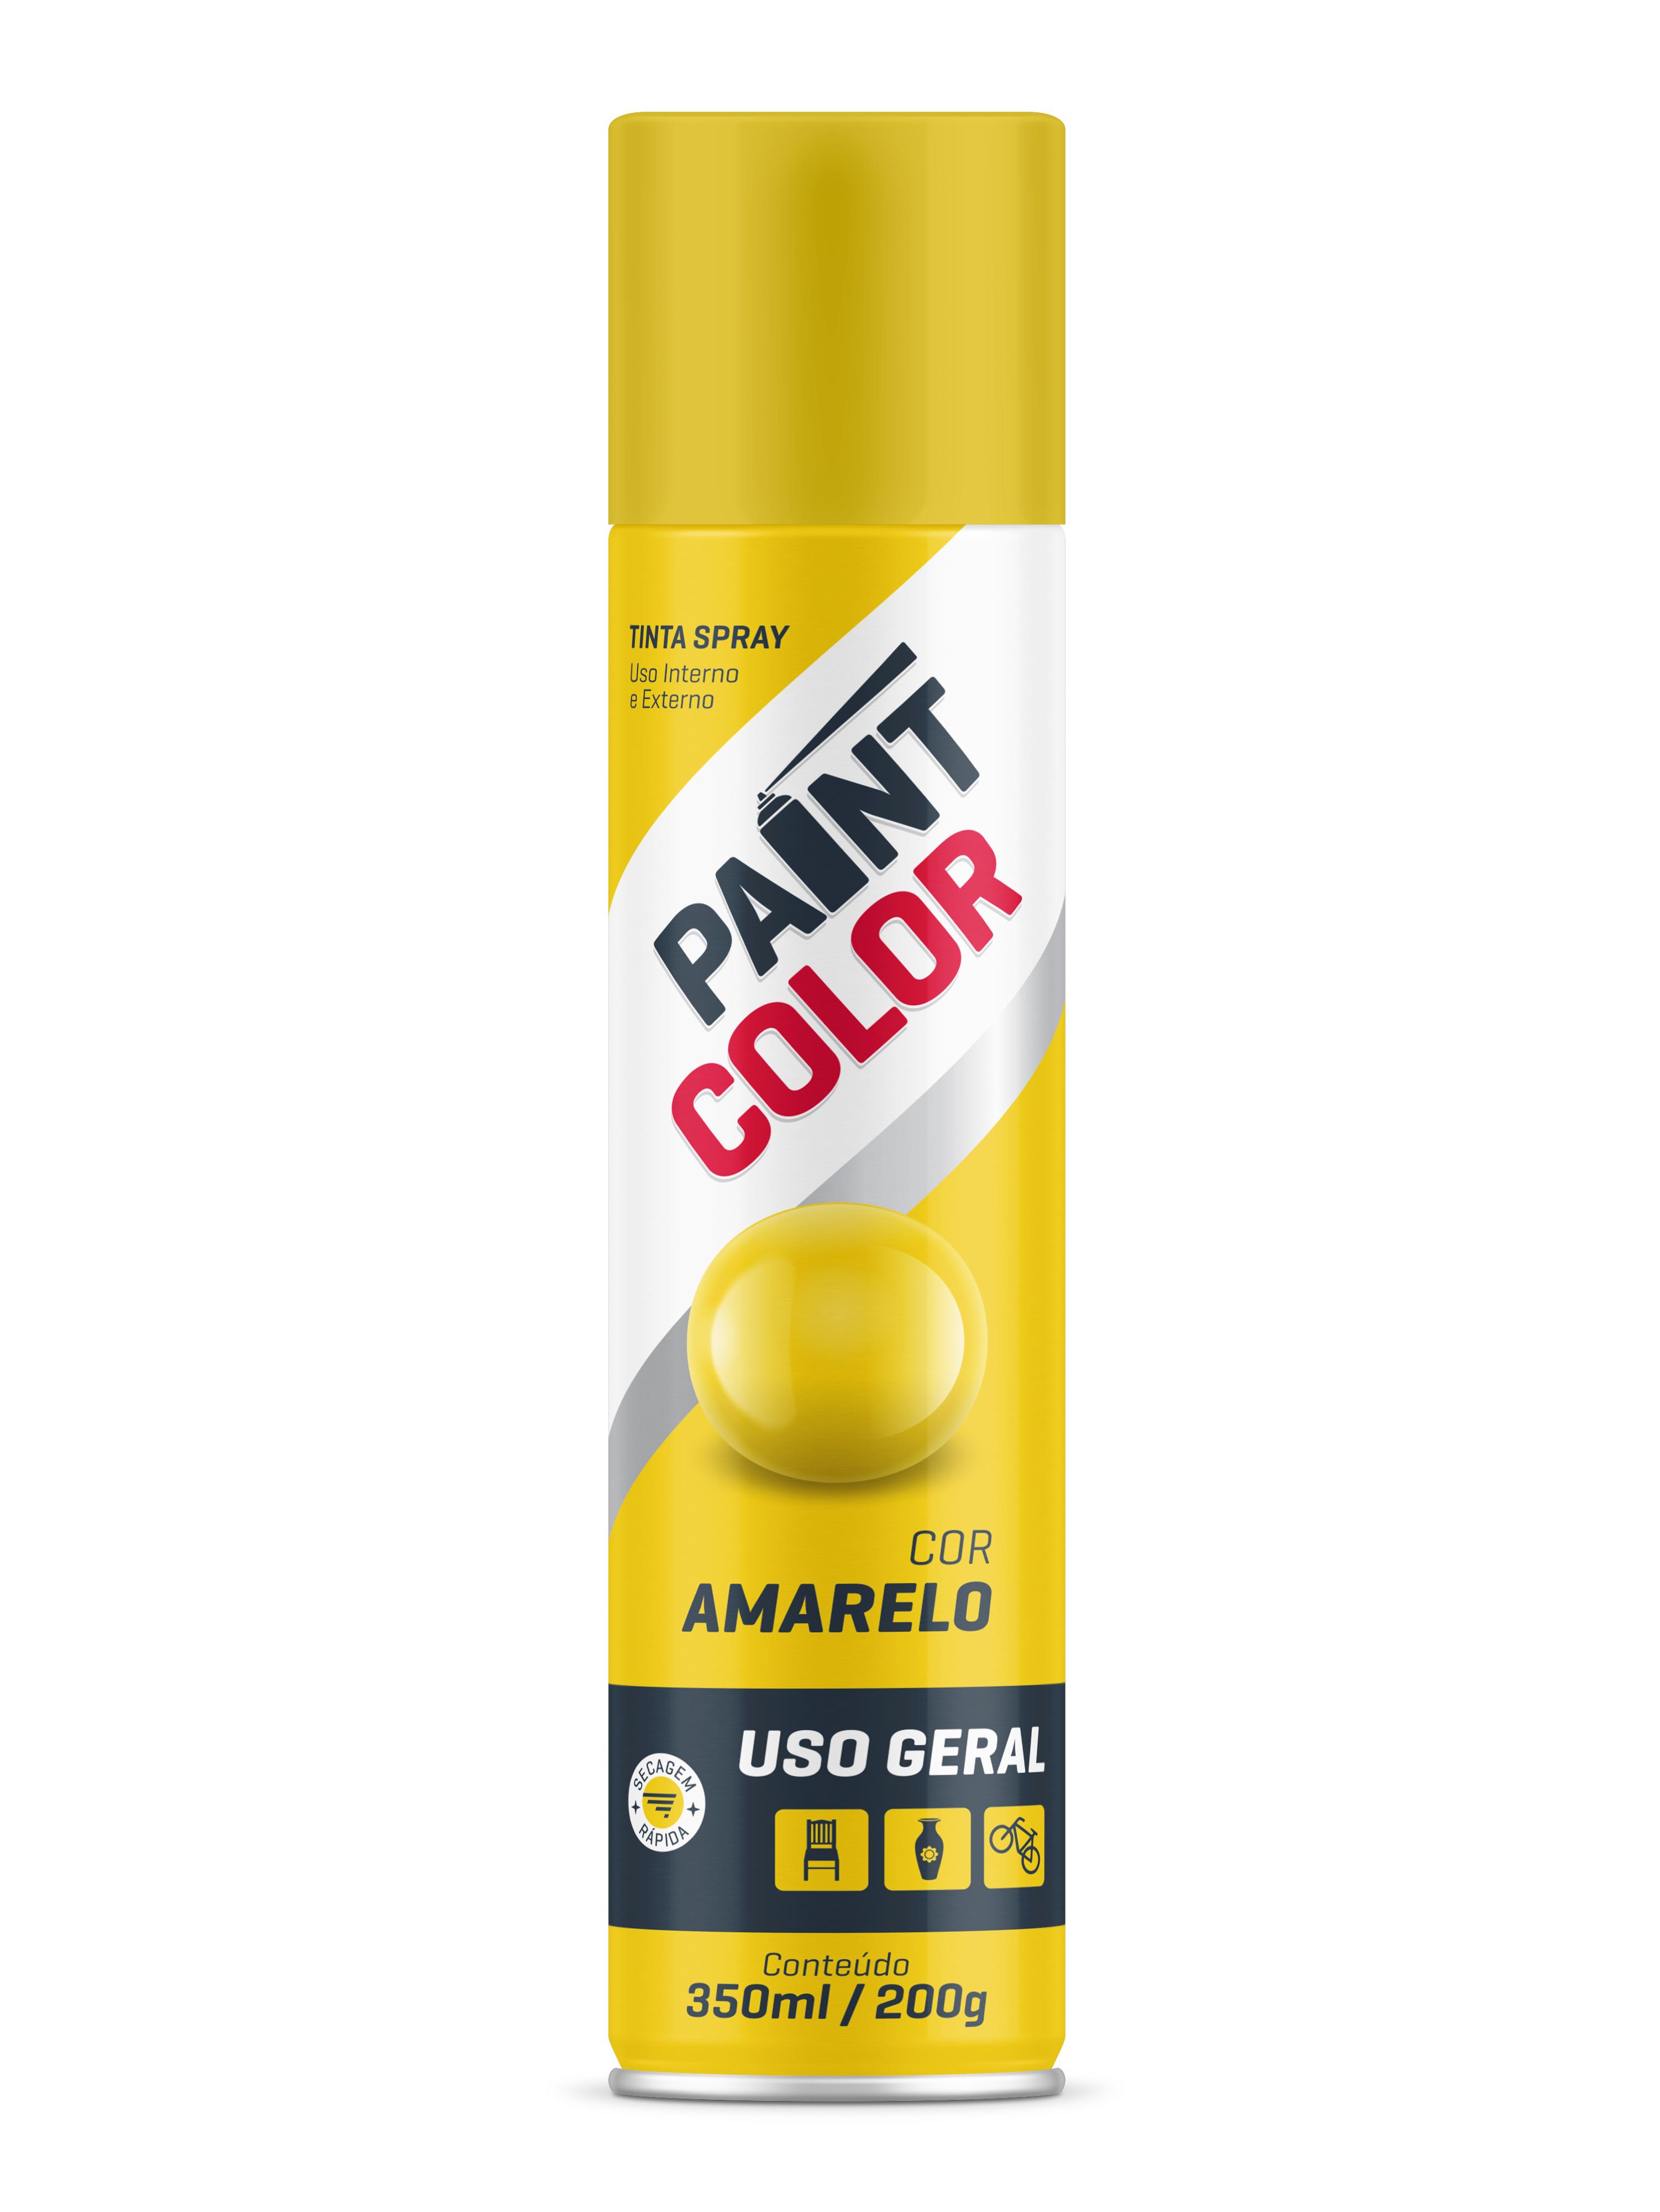 TINTA SPRAY
Uso Interno
e Externo
PAINT
COLOR
COR
AMARELO
USO GERAL
SECAGEM
RÁPIDA
Conteúdo
350ml / 200g